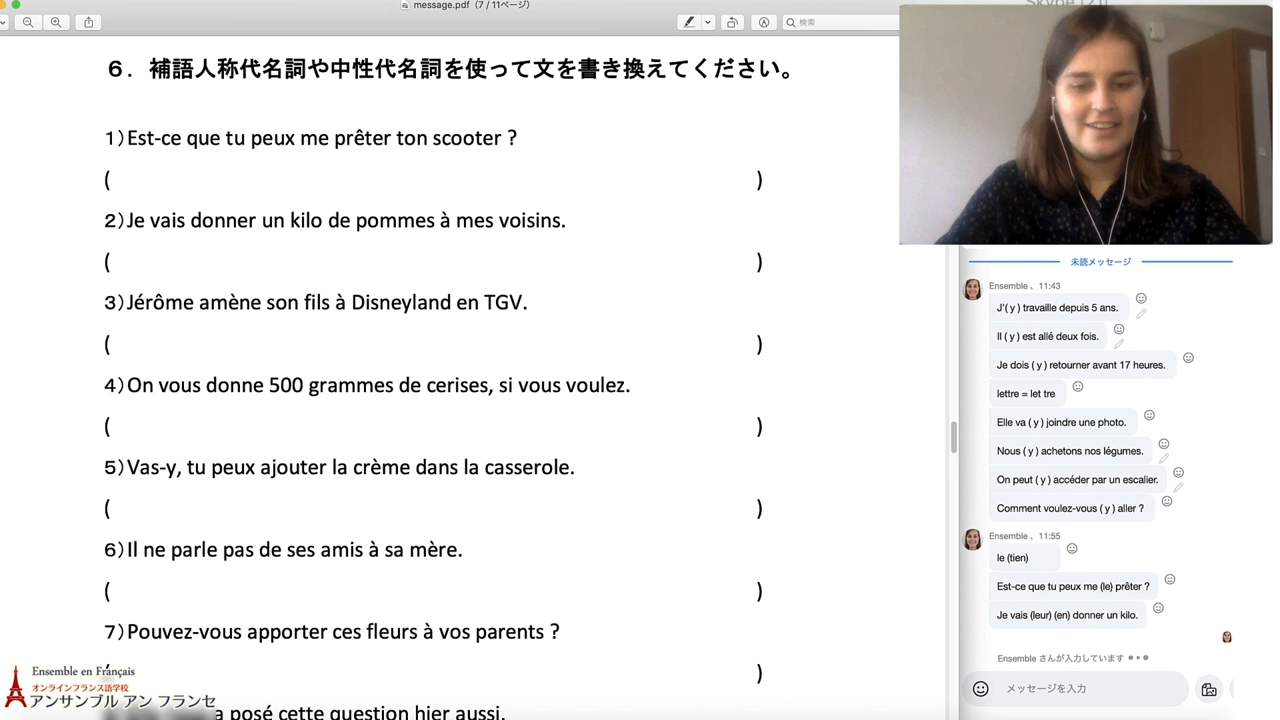 message.pdf（7 / 11ページ）
検索
6．補語人称代名詞や中性代名詞を使って文を書き換えてください。
1）Est-ce que tu peux me prêter ton scooter ?
( )
2）Je vais donner un kilo de pommes à mes voisins.
( )
3）Jérôme amène son fils à Disneyland en TGV.
( )
4）On vous donne 500 grammes de cerises, si vous voulez.
( )
5）Vas-y, tu peux ajouter la crème dans la casserole.
( )
6）Il ne parle pas de ses amis à sa mère.
( )
7）Pouvez-vous apporter ces fleurs à vos parents ?
( )
a posé cette question hier aussi.
Ensemble en Français
オンラインフランス語学校
アンサンブル アン フランセ
未読メッセージ
Ensemble 、11:43
J'( y ) travaille depuis 5 ans.
Il ( y ) est allé deux fois.
Je dois ( y ) retourner avant 17 heures.
lettre = let tre
Elle va ( y ) joindre une photo.
Nous ( y ) achetons nos légumes.
On peut ( y ) accéder par un escalier.
Comment voulez-vous ( y ) aller ?
Ensemble 、11:55
le (tien)
Est-ce que tu peux me (le) prêter ?
Je vais (leur) (en) donner un kilo.
Ensemble さんが入力しています
メッセージを入力